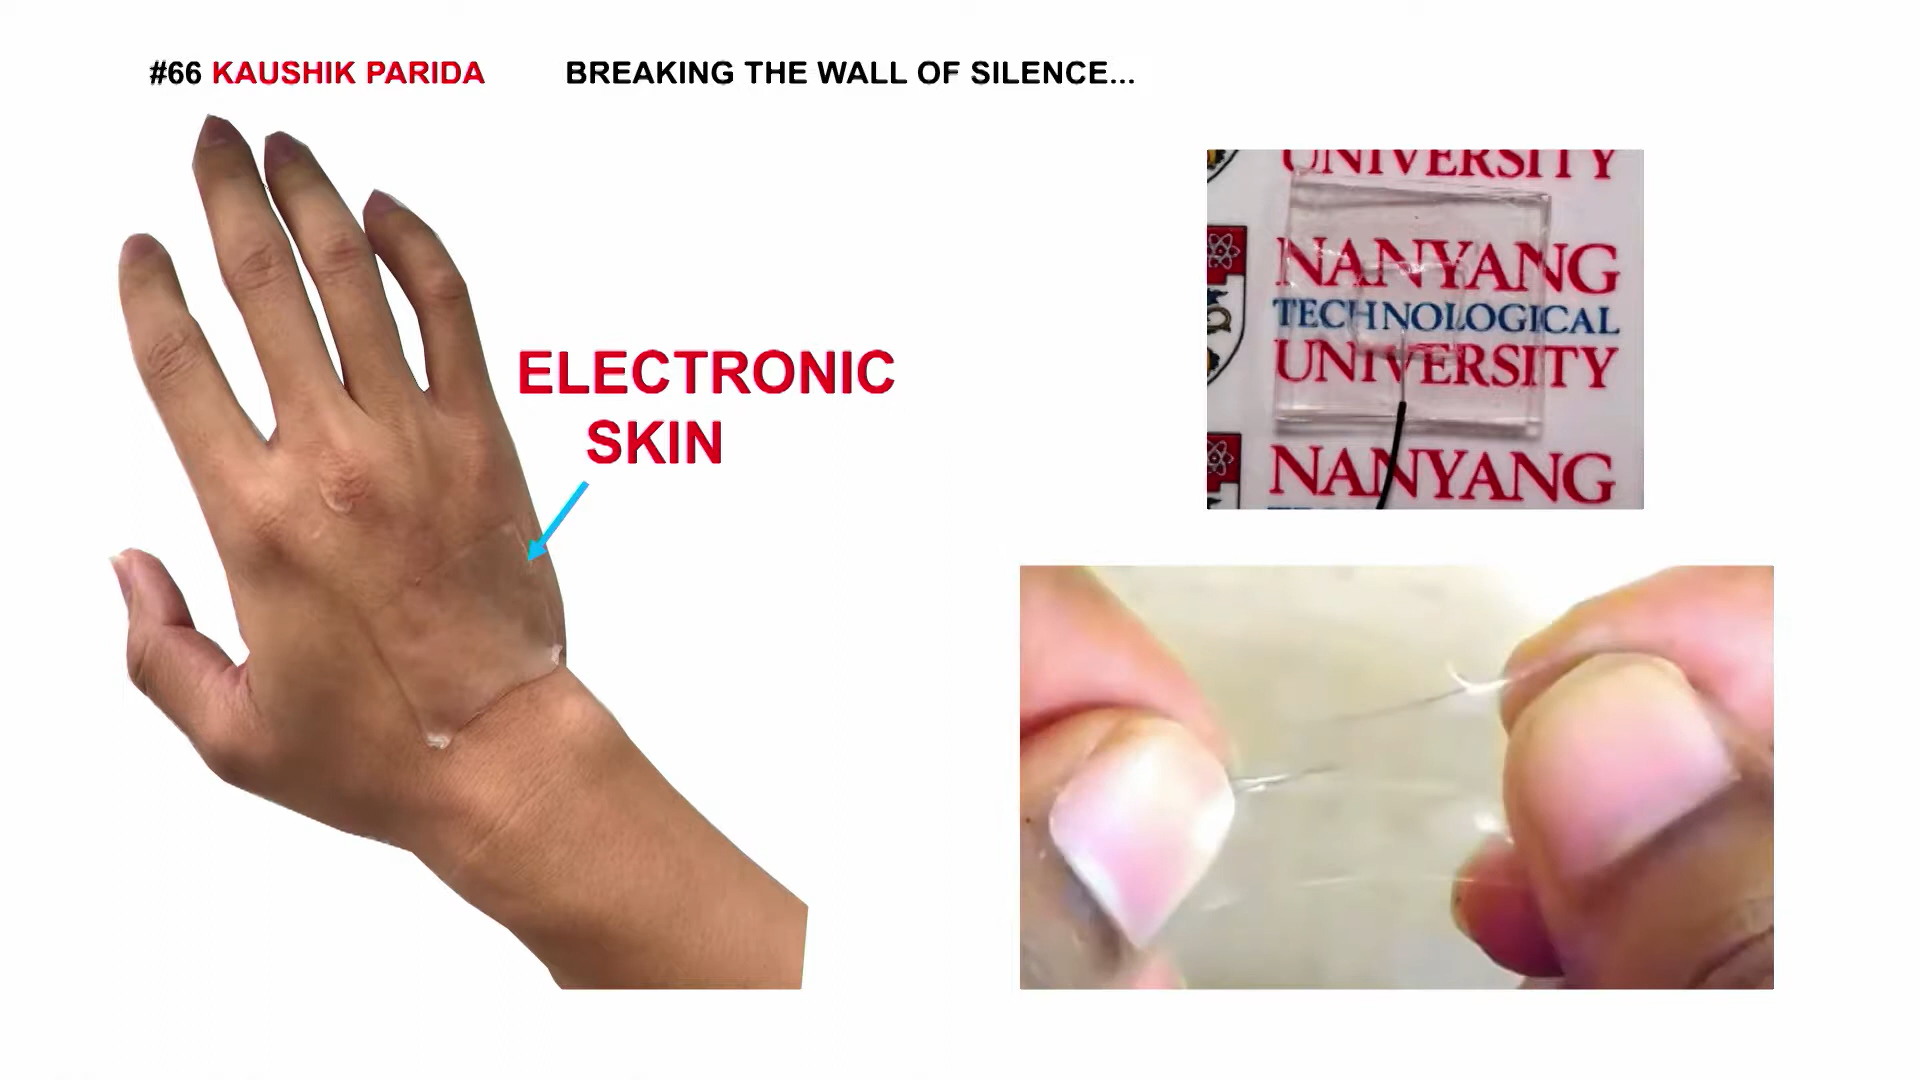 #66 KAUSHIK PARIDA BREAKING THE WALL OF SILENCE...
ELECTRONIC
SKIN
UNIVERSITY
NANYANG
TECHNOLOGICAL
UNIVERSITY
NANYANG